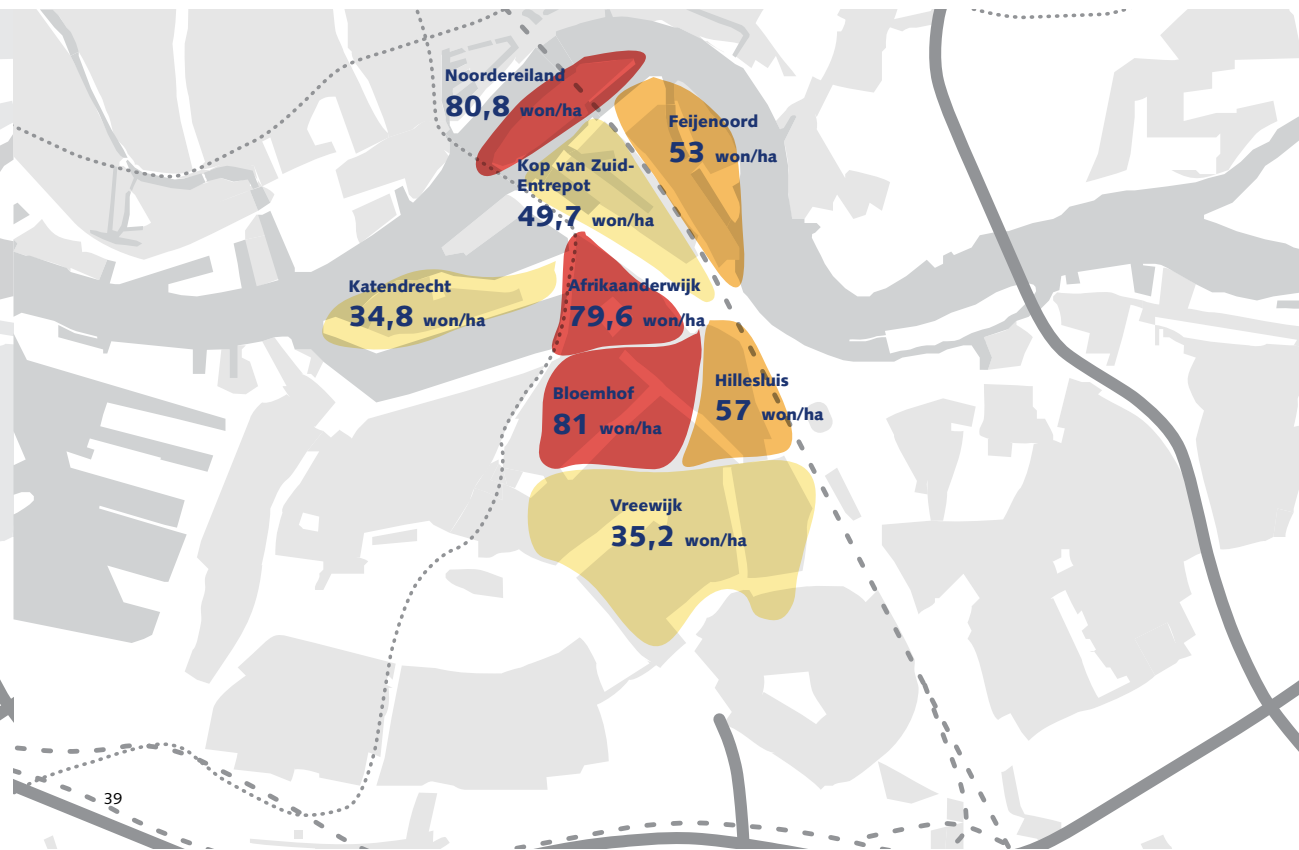 Noordereiland
80,8 won/ha
Feijenoord
53 won/ha
Kop van Zuid-
Entrepot
49,7 won/ha
Katendrecht
34,8 won/ha
Afrikaanderwijk
79,6 won/ha
Hillesluis
57 won/ha
Bloemhof
81 won/ha
Vreewijk
35,2 won/ha
39